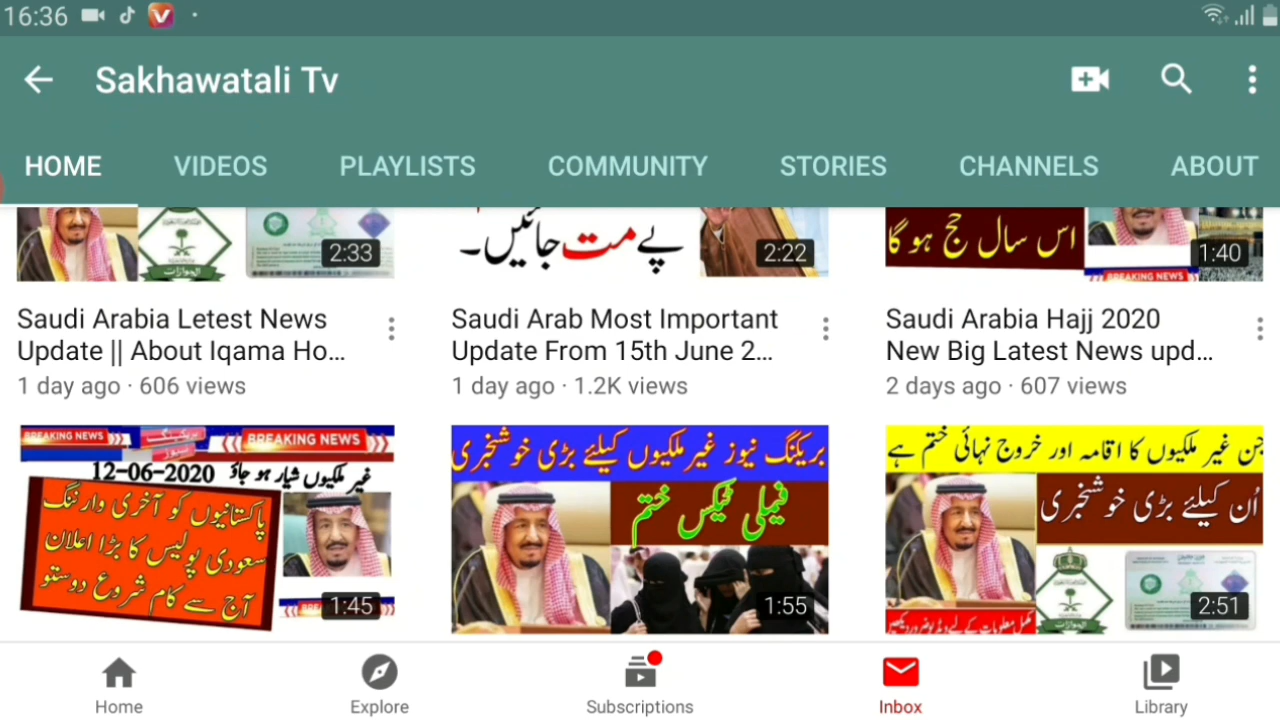 16:36
Sakhawatali Tv
HOME VIDEOS PLAYLISTS COMMUNITY STORIES CHANNELS ABOUT
2:33
پے مت جائیں۔
2:22
اس سال حج ہو گا
BREAKING NEWS
1:40
Saudi Arabia Letest News
Update || About Iqama Ho...
1 day ago · 606 views
Saudi Arab Most Important
Update From 15th June 2...
1 day ago · 1.2K views
Saudi Arabia Hajj 2020
New Big Latest News upd...
2 days ago · 607 views
BREAKING NEWS
BREAKING NEWS
غیر ملکیوں شیار ہو جاؤ 12-06-2020
پاکستانیوں کو آخری وارننگ
سعودی پولیس کا بڑا اعلان
آج سے کام شروع دوستو
1:45
بریکنگ نیوز غیر ملکیوں کیلئے بڑی خوشخبری
فیملی ٹیکس ختم
1:55
جن غیر ملکیوں کا اقامہ اور خروج نہائی ختم ہے
اُن کیلئے بڑی خوشخبری
2:51
Home Explore Subscriptions Inbox Library